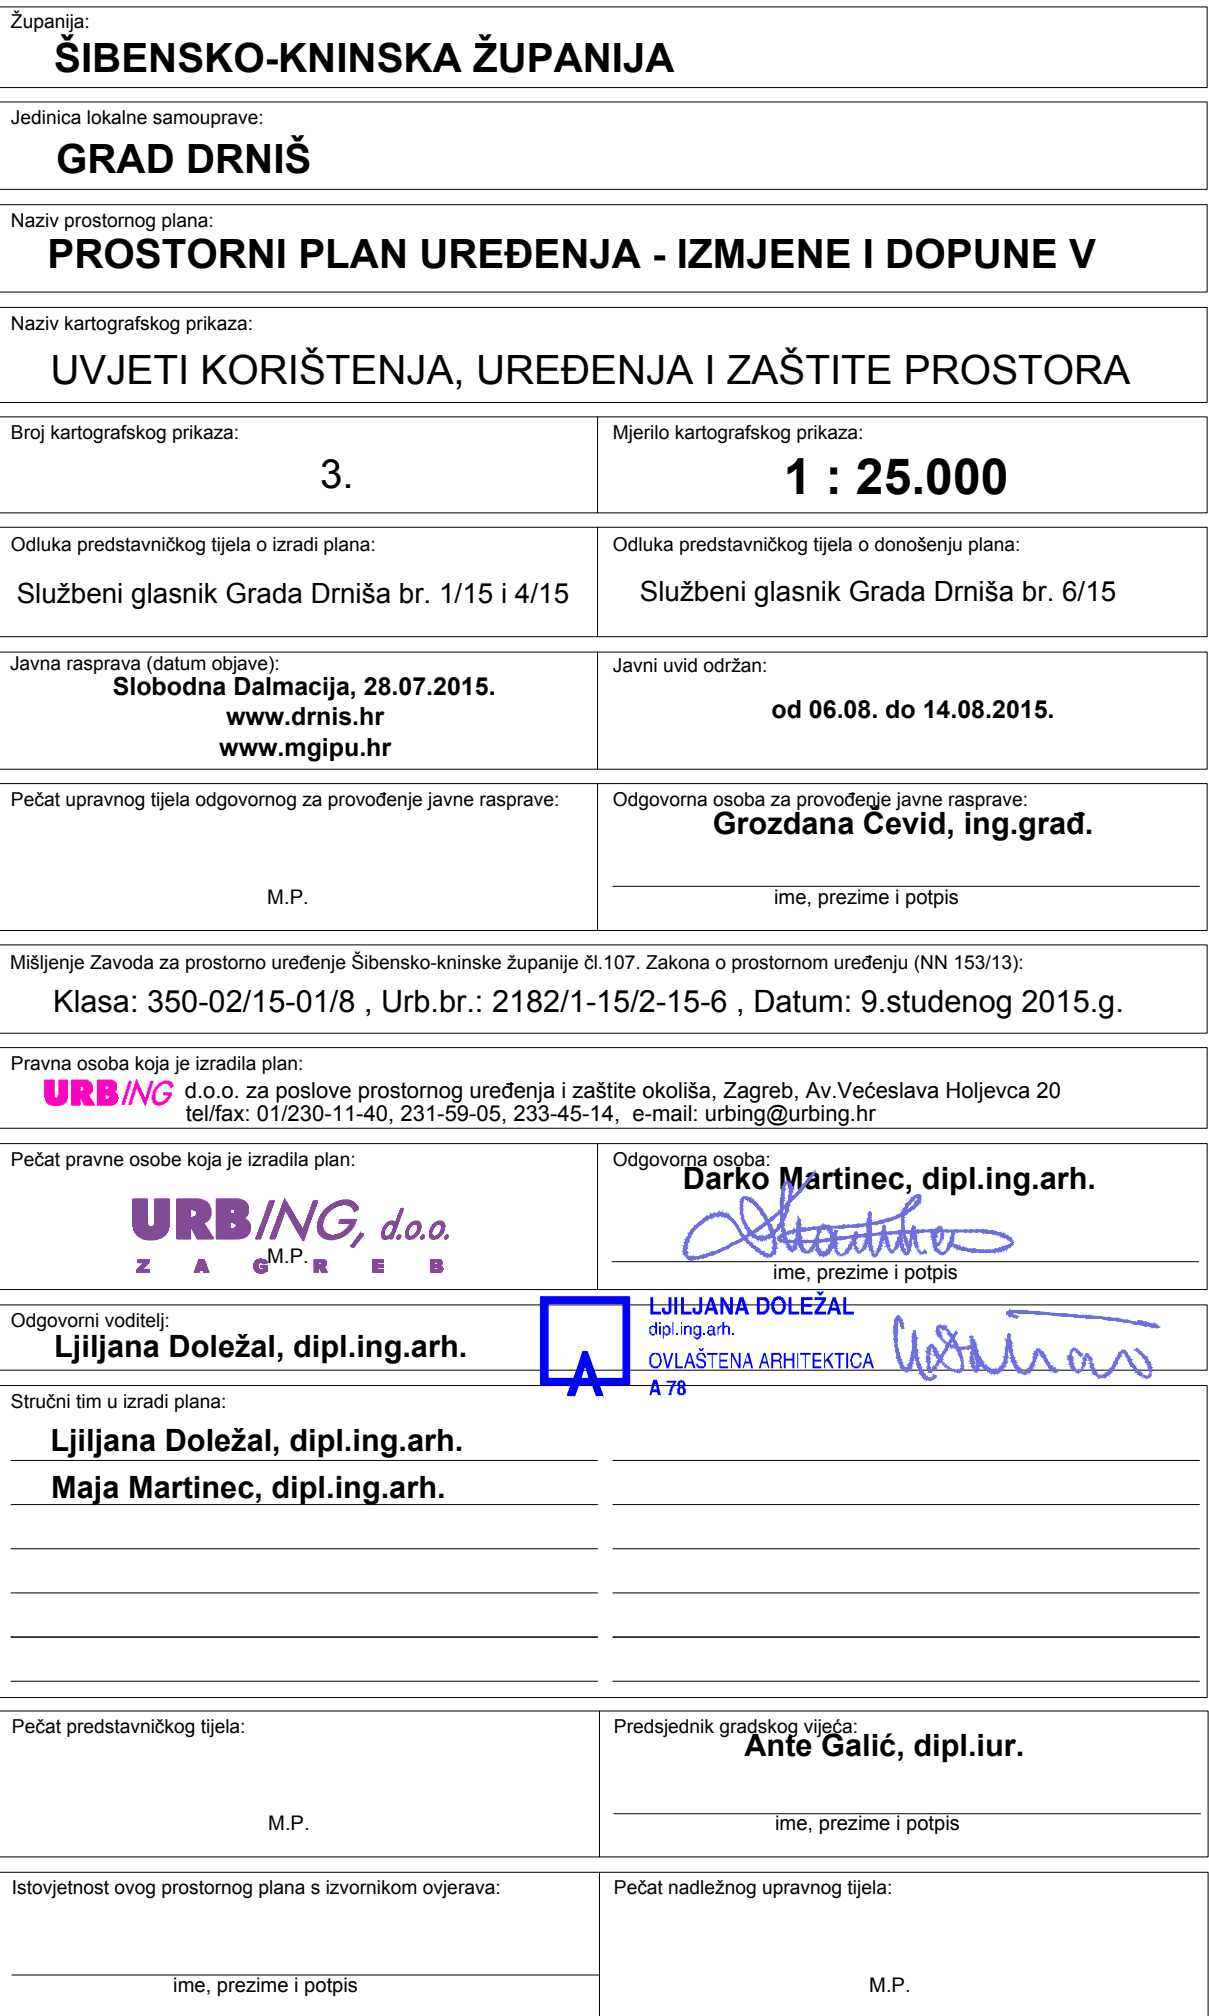 Županija:
ŠIBENSKO-KNINSKA ŽUPANIJA
Jedinica lokalne samouprave:
GRAD DRNIŠ
Naziv prostornog plana:
PROSTORNI PLAN UREĐENJA - IZMJENE I DOPUNE V
Naziv kartografskog prikaza:
UVJETI KORIŠTENJA, UREĐENJA I ZAŠTITE PROSTORA
Broj kartografskog prikaza:
3.
Mjerilo kartografskog prikaza:
1 : 25.000
Odluka predstavničkog tijela o izradi plana:
Službeni glasnik Grada Drniša br. 1/15 i 4/15
Odluka predstavničkog tijela o donošenju plana:
Službeni glasnik Grada Drniša br. 6/15
Javna rasprava (datum objave):
Slobodna Dalmacija, 28.07.2015.
www.drnis.hr
www.mgipu.hr
Javni uvid održan:
od 06.08. do 14.08.2015.
Pečat upravnog tijela odgovornog za provođenje javne rasprave:
M.P.
Odgovorna osoba za provođenje javne rasprave:
Grozdana Čevid, ing.građ.
ime, prezime i potpis
Mišljenje Zavoda za prostorno uređenje Šibensko-kninske županije čl.107. Zakona o prostornom uređenju (NN 153/13):
Klasa: 350-02/15-01/8 , Urb.br.: 2182/1-15/2-15-6 , Datum: 9.studenog 2015.g.
Pravna osoba koja je izradila plan:
URBING d.o.o. za poslove prostornog uređenja i zaštite okoliša, Zagreb, Av.Većeslava Holjevca 20
tel/fax: 01/230-11-40, 231-59-05, 233-45-14, e-mail: urbing@urbing.hr
Pečat pravne osobe koja je izradila plan:
URBING, d.o.o.
ZAGREB
M.P.
Odgovorna osoba:
Darko Martinec, dipl.ing.arh.
ime, prezime i potpis
Odgovorni voditelj:
Ljiljana Doležal, dipl.ing.arh.
LJILJANA DOLEŽAL
dipl.ing.arh.
OVLAŠTENA ARHITEKTICA
A 78
Stručni tim u izradi plana:
Ljiljana Doležal, dipl.ing.arh.
Maja Martinec, dipl.ing.arh.
Pečat predstavničkog tijela:
M.P.
Predsjednik gradskog vijeća:
Ante Galić, dipl.iur.
ime, prezime i potpis
Istovjetnost ovog prostornog plana s izvornikom ovjerava:
ime, prezime i potpis
Pečat nadležnog upravnog tijela:
M.P.